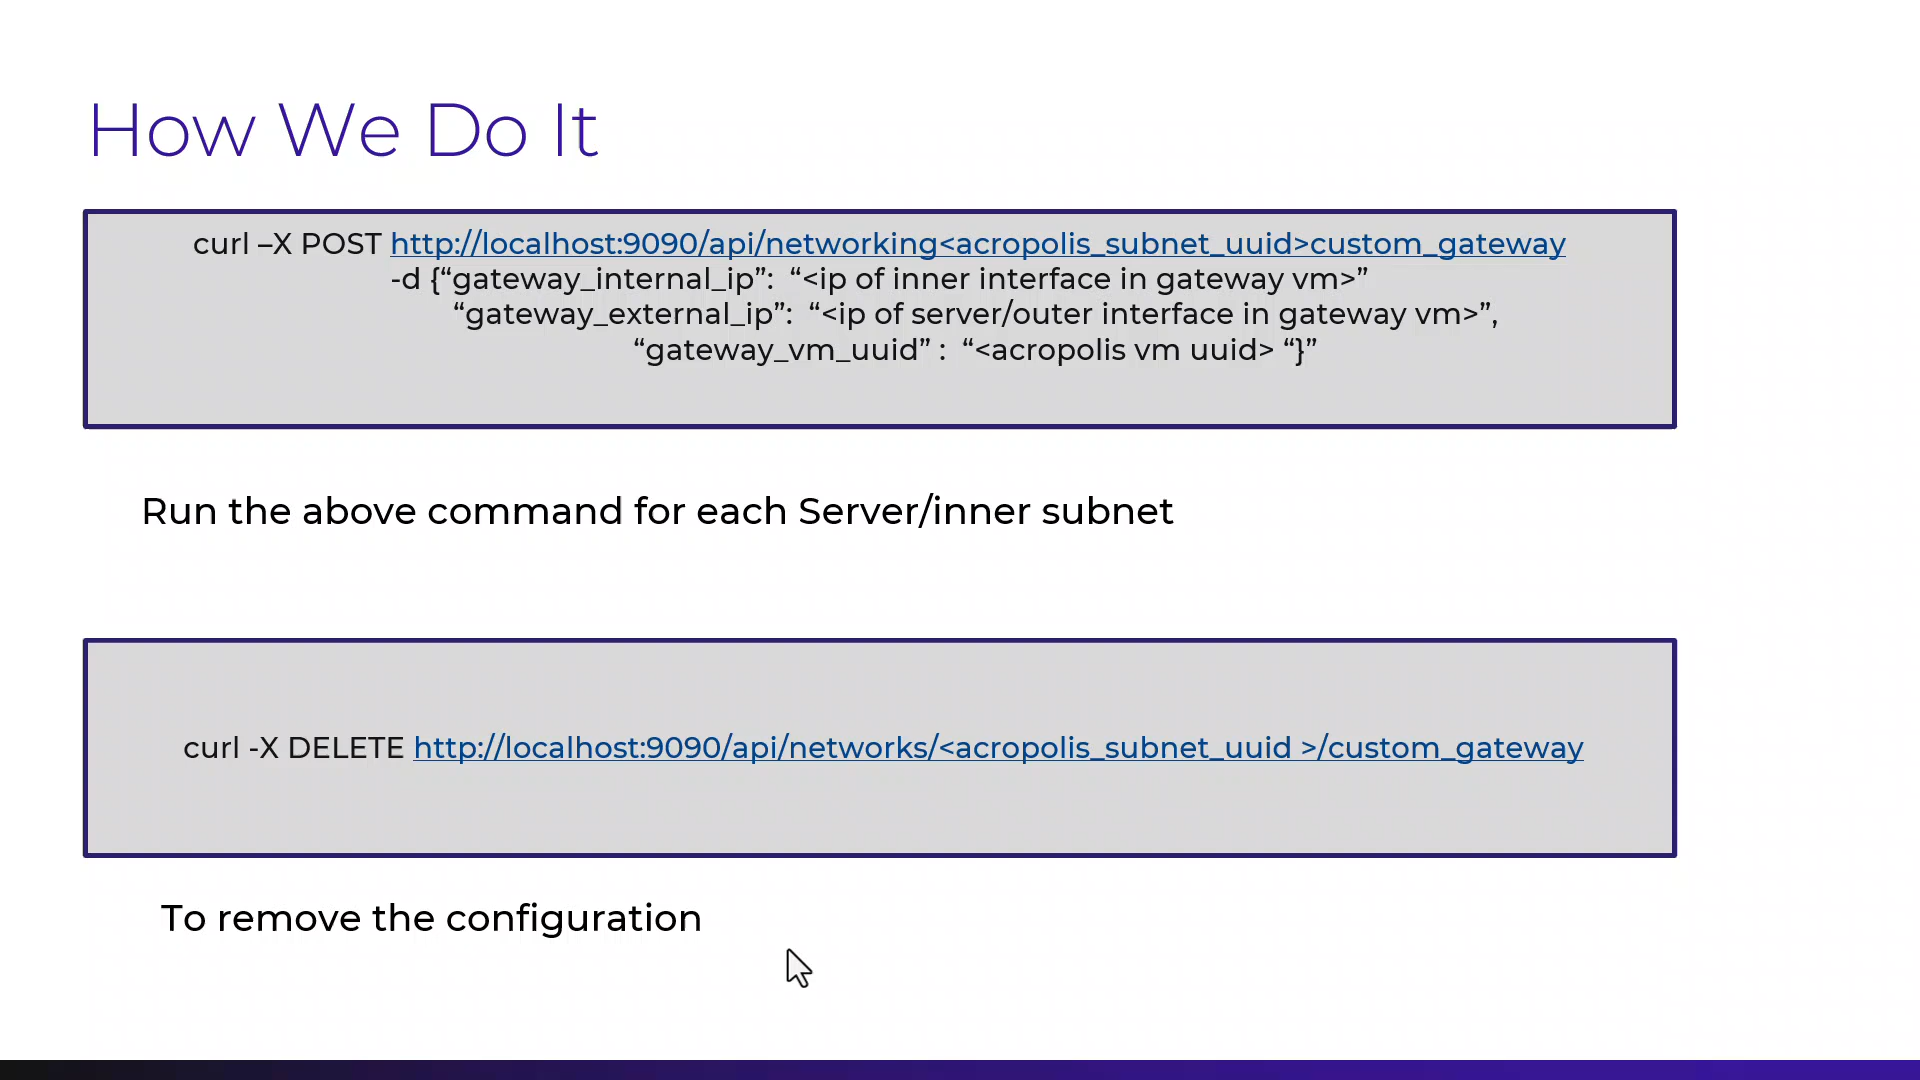 How We Do It
curl –X POST http://localhost:9090/api/networking<acropolis_subnet_uuid>custom_gateway
-d {“gateway_internal_ip”:  “<ip of inner interface in gateway vm>”
“gateway_external_ip”:  “<ip of server/outer interface in gateway vm>”,
“gateway_vm_uuid” :  “<acropolis vm uuid> “}”
Run the above command for each Server/inner subnet
curl -X DELETE http://localhost:9090/api/networks/<acropolis_subnet_uuid >/custom_gateway
To remove the configuration